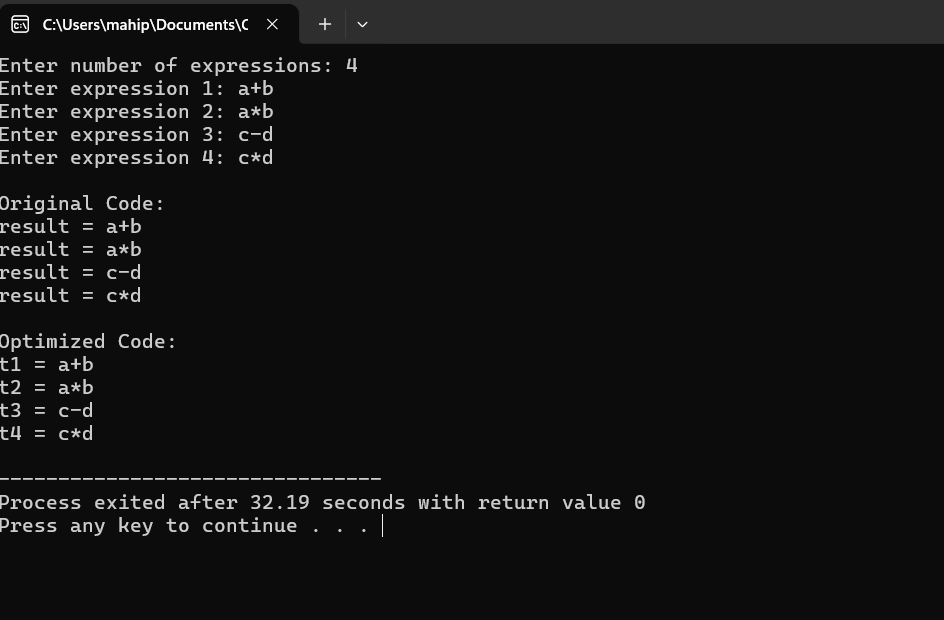 C:\Users\mahip\Documents\C
Enter number of expressions: 4
Enter expression 1: a+b
Enter expression 2: a*b
Enter expression 3: c-d
Enter expression 4: c*d
Original Code:
result = a+b
result = a*b
result = c-d
result = c*d
Optimized Code:
t1 = a+b
t2 = a*b
t3 = c-d
t4 = c*d
--------------------------------
Process exited after 32.19 seconds with return value 0
Press any key to continue . . .